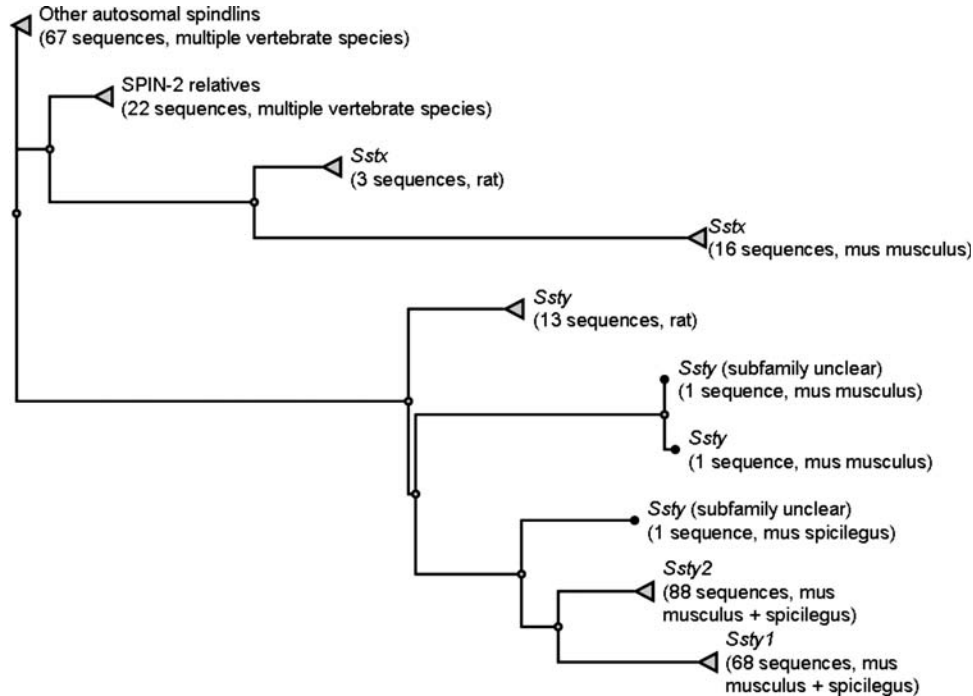 Other autosomal spindlins
(67 sequences, multiple vertebrate species)
SPIN-2 relatives
(22 sequences, multiple vertebrate species)
Sstx
(3 sequences, rat)
Sstx
(16 sequences, mus musculus)
Ssty
(13 sequences, rat)
Ssty (subfamily unclear)
(1 sequence, mus musculus)
Ssty
(1 sequence, mus musculus)
Ssty (subfamily unclear)
(1 sequence, mus spicilegus)
Ssty2
(88 sequences, mus
musculus + spicilegus)
Ssty1
(68 sequences, mus
musculus + spicilegus)